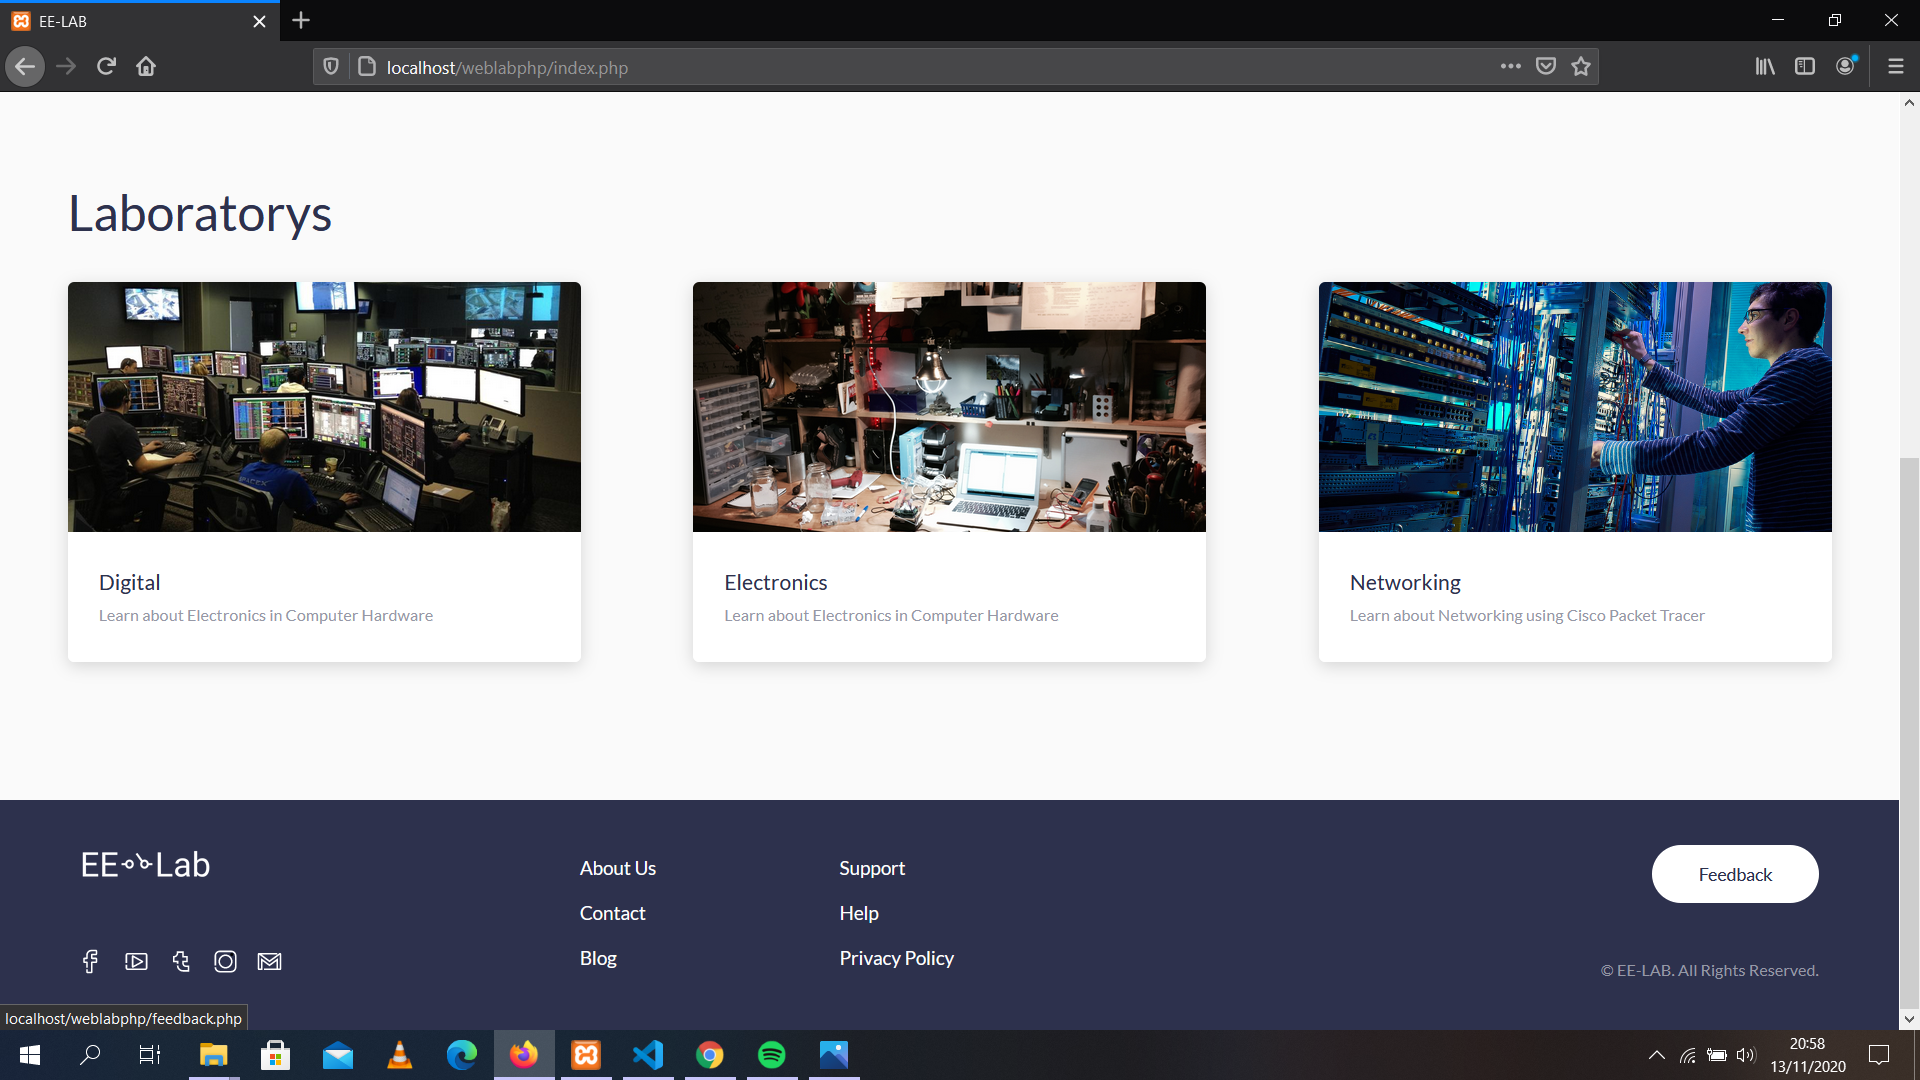 EE-LAB
localhost/weblabphp/index.php
Laboratorys
Digital
Learn about Electronics in Computer Hardware
Electronics
Learn about Electronics in Computer Hardware
Networking
Learn about Networking using Cisco Packet Tracer
EE Lab
About Us
Contact
Blog
Support
Help
Privacy Policy
Feedback
© EE-LAB. All Rights Reserved.
localhost/weblabphp/feedback.php
20:58
13/11/2020